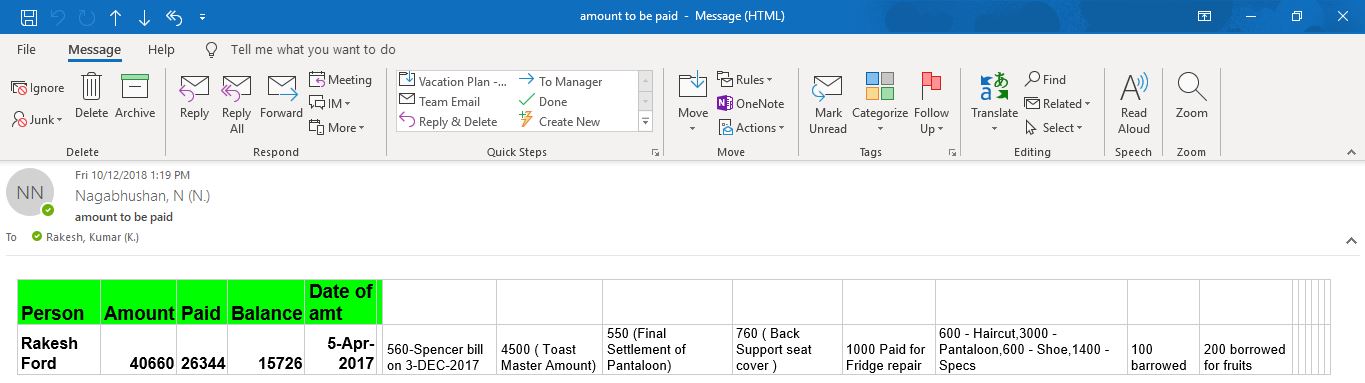 amount to be paid - Message (HTML)
File Message Help Tell me what you want to do
Ignore
Junk
Delete
Archive
Delete
Reply
Reply
All
Forward
Meeting
IM
More
Respond
Vacation Plan -...
To Manager
Team Email
Done
Reply & Delete
Create New
Quick Steps
Move
Rules
OneNote
Actions
Move
Mark
Unread
Categorize
Follow
Up
Tags
Translate
Find
Related
Select
Editing
Read
Aloud
Speech
Zoom
Zoom
NN
Fri 10/12/2018 1:19 PM
Nagabhushan, N (N.)
amount to be paid
To Rakesh, Kumar (K.)
Person
Amount
Paid
Balance
Date of
amt
Rakesh
Ford
40660
26344
15726
5-Apr-
2017
560-Spencer bill
on 3-DEC-2017
4500 ( Toast
Master Amount)
550 (Final
Settlement of
Pantaloon)
760 ( Back
Support seat
cover )
1000 Paid for
Fridge repair
600 - Haircut,3000 -
Pantaloon,600 - Shoe,1400 -
Specs
100
barrowed
200 borrowed
for fruits